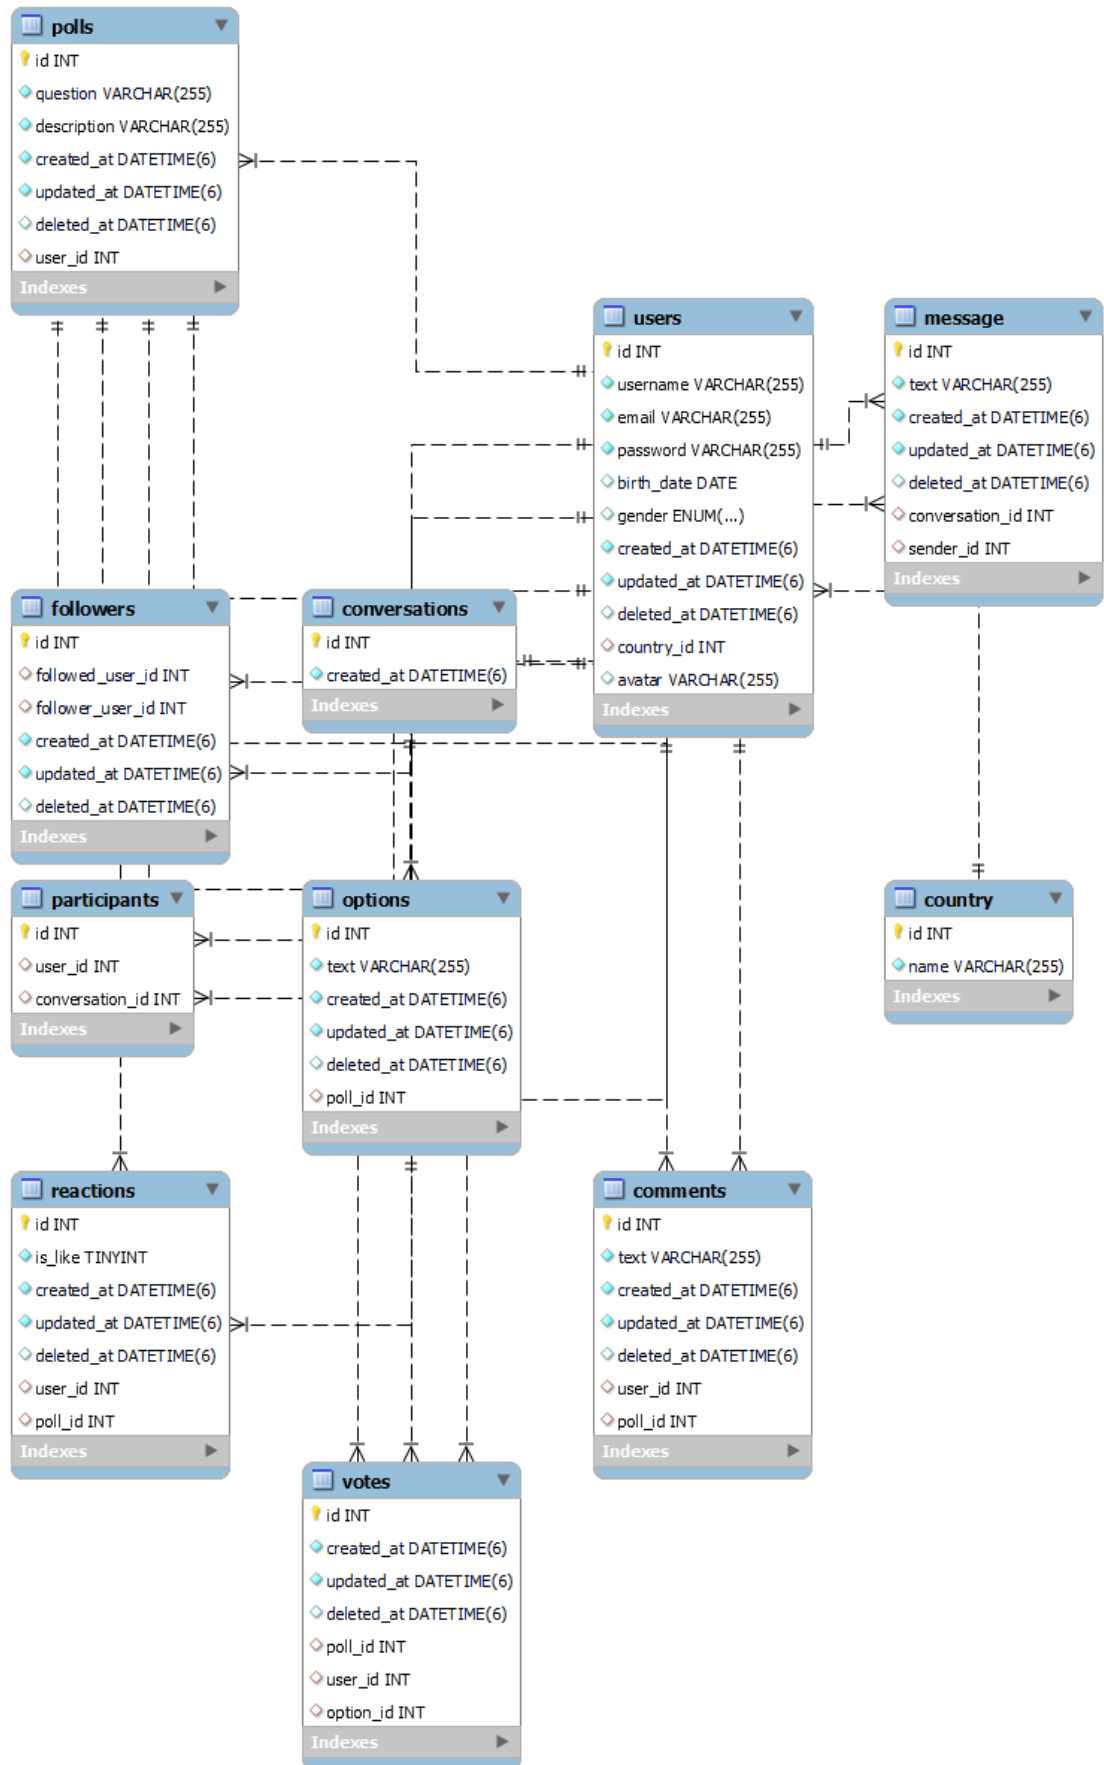 polls
id INT
question VARCHAR(255)
description VARCHAR(255)
created_at DATETIME(6)
updated_at DATETIME(6)
deleted_at DATETIME(6)
user_id INT
Indexes
users
id INT
username VARCHAR(255)
email VARCHAR(255)
password VARCHAR(255)
birth_date DATE
gender ENUM(...)
created_at DATETIME(6)
updated_at DATETIME(6)
deleted_at DATETIME(6)
country_id INT
avatar VARCHAR(255)
Indexes
message
id INT
text VARCHAR(255)
created_at DATETIME(6)
updated_at DATETIME(6)
deleted_at DATETIME(6)
conversation_id INT
sender_id INT
Indexes
followers
id INT
followed_user_id INT
follower_user_id INT
created_at DATETIME(6)
updated_at DATETIME(6)
deleted_at DATETIME(6)
Indexes
conversations
id INT
created_at DATETIME(6)
Indexes
participants
id INT
user_id INT
conversation_id INT
Indexes
options
id INT
text VARCHAR(255)
created_at DATETIME(6)
updated_at DATETIME(6)
deleted_at DATETIME(6)
poll_id INT
Indexes
country
id INT
name VARCHAR(255)
Indexes
reactions
id INT
is_like TINYINT
created_at DATETIME(6)
updated_at DATETIME(6)
deleted_at DATETIME(6)
user_id INT
poll_id INT
Indexes
comments
id INT
text VARCHAR(255)
created_at DATETIME(6)
updated_at DATETIME(6)
deleted_at DATETIME(6)
user_id INT
poll_id INT
Indexes
votes
id INT
created_at DATETIME(6)
updated_at DATETIME(6)
deleted_at DATETIME(6)
poll_id INT
user_id INT
option_id INT
Indexes